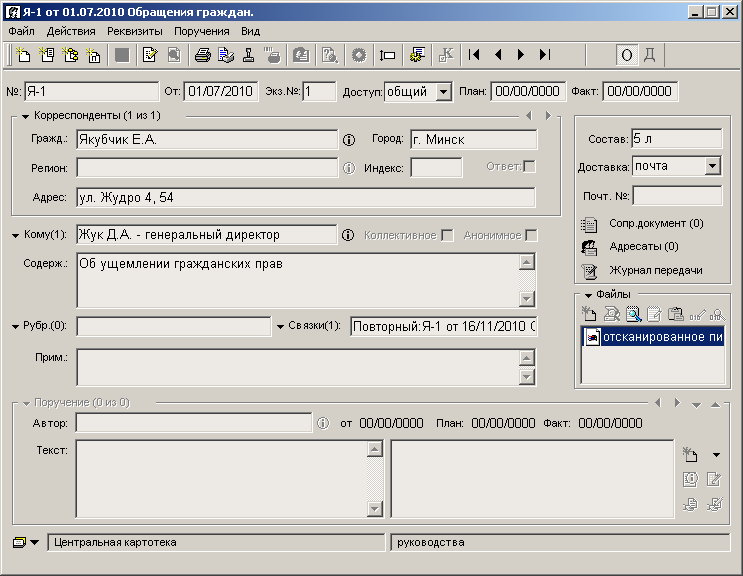 Я-1 от 01.07.2010 Обращения граждан.
Файл Действия Реквизиты Поручения Вид
О Д
№: Я-1 От: 01/07/2010 Экз.№: 1 Доступ: общий План: 00/00/0000 Факт: 00/00/0000
Корреспонденты (1 из 1)
Гражд.: Якубчик Е.А. Город: г. Минск
Регион: Индекс: Ответ:
Адрес: ул. Жудро 4, 54
Состав: 5 л
Доставка: почта
Почт. №:
Сопр.документ (0)
Адресаты (0)
Журнал передачи
Кому(1): Жук Д.А. - генеральный директор Коллективное Анонимное
Содерж.: Об ущемлении гражданских прав
Файлы
отсканированное пи
Рубр.(0): Связки(1): Повторный:Я-1 от 16/11/2010
Прим.:
Поручение (0 из 0)
Автор: от 00/00/0000 План: 00/00/0000 Факт: 00/00/0000
Текст:
Центральная картотека руководства